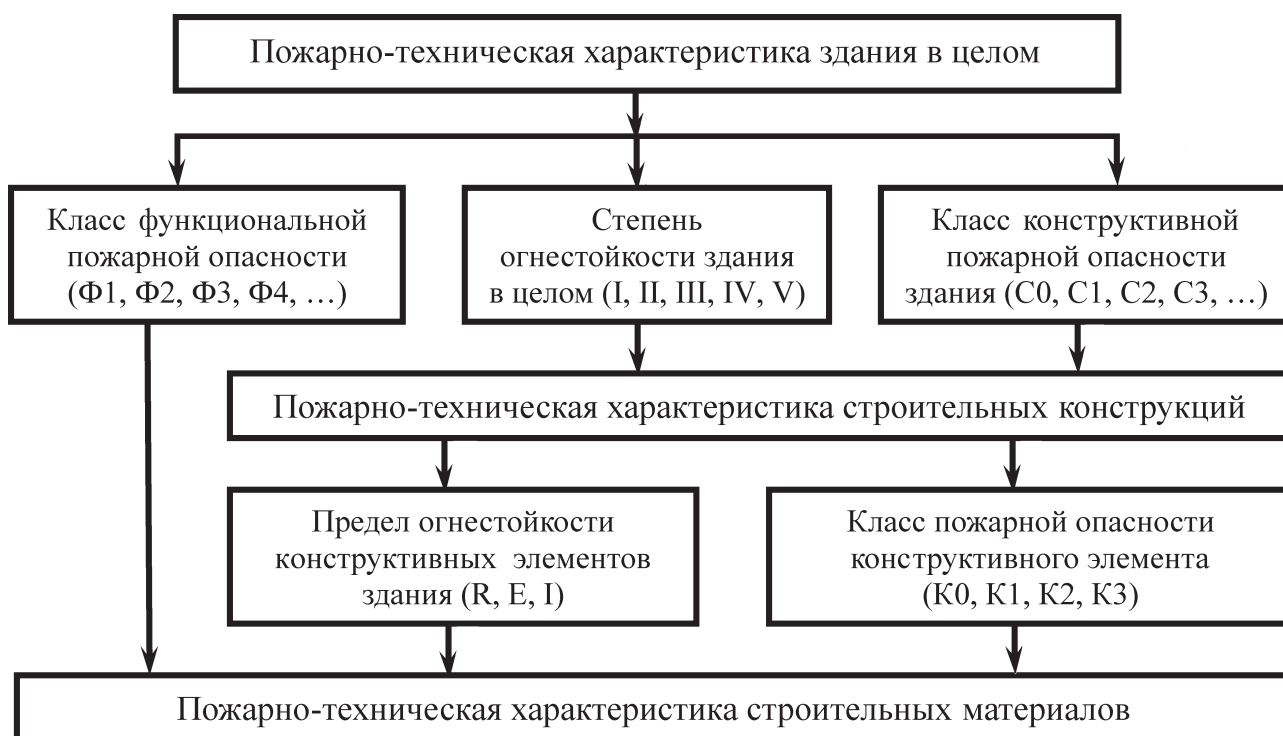 Пожарно-техническая характеристика здания в целом
Класс функциональной
пожарной опасности
(Ф1, Ф2, Ф3, Ф4, …)
Степень
огнестойкости здания
в целом (I, II, III, IV, V)
Класс конструктивной
пожарной опасности
здания (С0, С1, С2, С3, …)
Пожарно-техническая характеристика строительных конструкций
Предел огнестойкости
конструктивных элементов
здания (R, E, I)
Класс пожарной опасности
конструктивного элемента
(К0, К1, К2, К3)
Пожарно-техническая характеристика строительных материалов